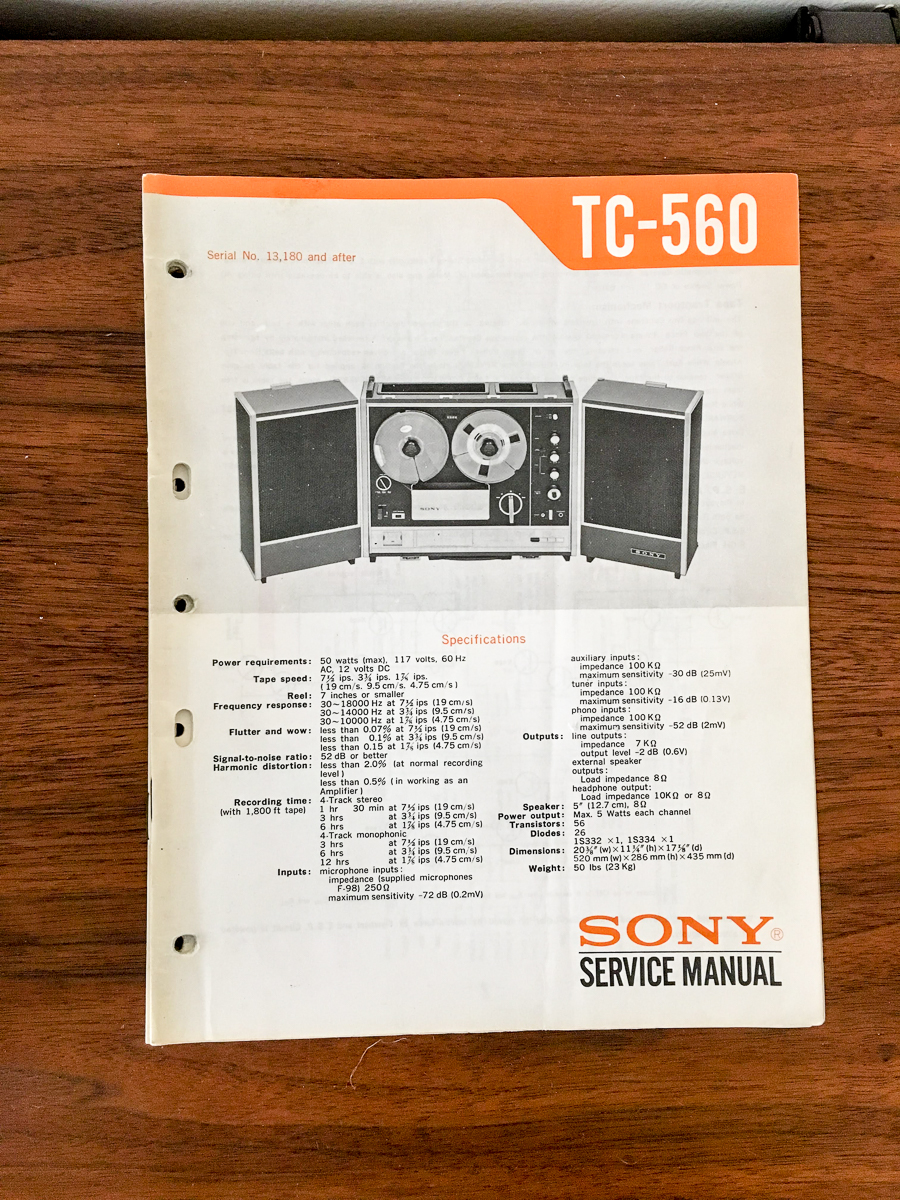 TC-560
Serial No. 13,180 and after
SONY
SONY
Specifications
Power requirements: 50 watts (max), 117 volts, 60 Hz
AC, 12 volts DC
Tape speed: 7½ ips. 3¾ ips. 1⅞ ips.
(19 cm/s. 9.5 cm/s. 4.75 cm/s)
Reel: 7 inches or smaller
Frequency response: 30~18000 Hz at 7½ ips (19 cm/s)
30~14000 Hz at 3¾ ips (9.5 cm/s)
30~10000 Hz at 1⅞ ips (4.75 cm/s)
Flutter and wow: less than 0.07% at 7½ ips (19 cm/s)
less than 0.1% at 3¾ ips (9.5 cm/s)
less than 0.15 at 1⅞ ips (4.75 cm/s)
Signal-to-noise ratio: 52 dB or better
Harmonic distortion: less than 2.0% (at normal recording
level)
less than 0.5% (in working as an
Amplifier)
Recording time: 4-Track stereo
(with 1,800 ft tape) 1 hr 30 min at 7½ ips (19 cm/s)
3 hrs at 3¾ ips (9.5 cm/s)
6 hrs at 1⅞ ips (4.75 cm/s)
4-Track monophonic
3 hrs at 7½ ips (19 cm/s)
6 hrs at 3¾ ips (9.5 cm/s)
12 hrs at 1⅞ ips (4.75 cm/s)
Inputs: microphone inputs:
impedance (supplied microphones
F-98) 250Ω
maximum sensitivity -72 dB (0.2mV)
auxiliary inputs:
impedance 100 KΩ
maximum sensitivity -30 dB (25mV)
tuner inputs:
impedance 100 KΩ
maximum sensitivity -16 dB (0.13V)
phono inputs:
impedance 100 KΩ
maximum sensitivity -52 dB (2mV)
Outputs: line outputs:
impedance 7 KΩ
output level -2 dB (0.6V)
external speaker
outputs:
Load impedance 8Ω
headphone output:
Load impedance 10KΩ or 8Ω
Speaker: 5″ (12.7 cm), 8Ω
Power output: Max. 5 Watts each channel
Transistors: 56
Diodes: 26
1S332 ×1, 1S334 ×1
Dimensions: 20⅜″(w)×11¼″(h)×17⅛″(d)
520 mm(w)×286 mm(h)×435 mm(d)
Weight: 50 lbs (23 Kg)
SONY®
SERVICE MANUAL